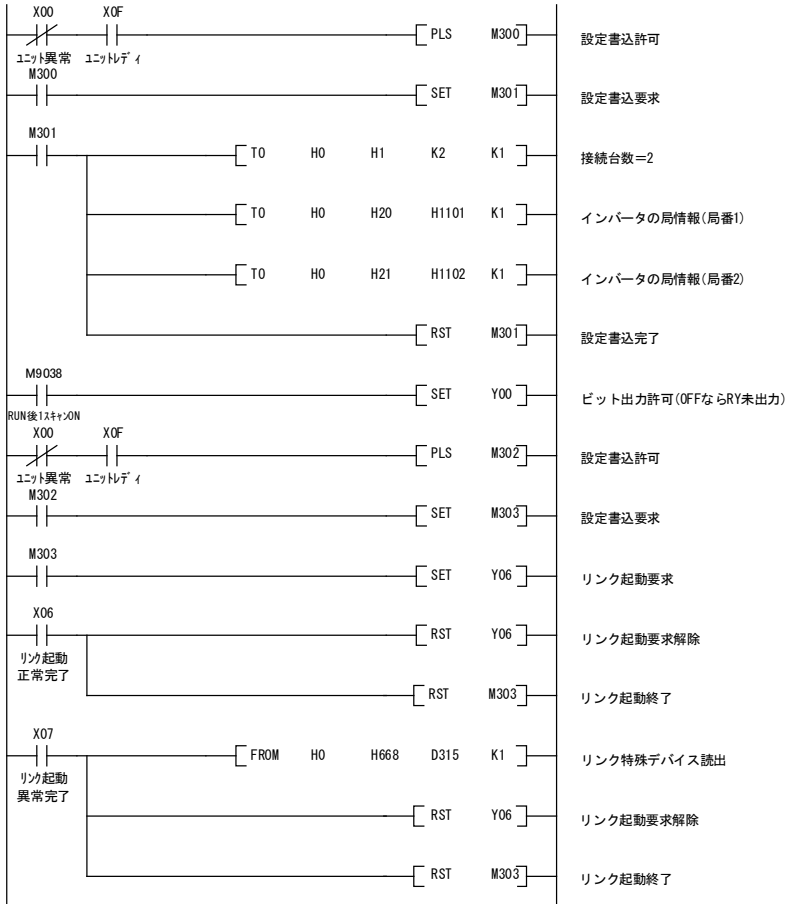 X00 X0F
PLS M300 設定書込許可
ユニット異常 ユニットレディ
M300
SET M301 設定書込要求
M301
TO H0 H1 K2 K1 接続台数=2
TO H0 H20 H1101 K1 インバータの局情報(局番1)
TO H0 H21 H1102 K1 インバータの局情報(局番2)
RST M301 設定書込完了
M9038
SET Y00 ビット出力許可(OFFならRY未出力)
RUN後1スキャンON
X00 X0F
PLS M302 設定書込許可
ユニット異常 ユニットレディ
M302
SET M303 設定書込要求
M303
SET Y06 リンク起動要求
X06
RST Y06 リンク起動要求解除
リンク起動
正常完了
RST M303 リンク起動終了
X07
FROM H0 H668 D315 K1 リンク特殊デバイス読出
リンク起動
異常完了
RST Y06 リンク起動要求解除
RST M303 リンク起動終了